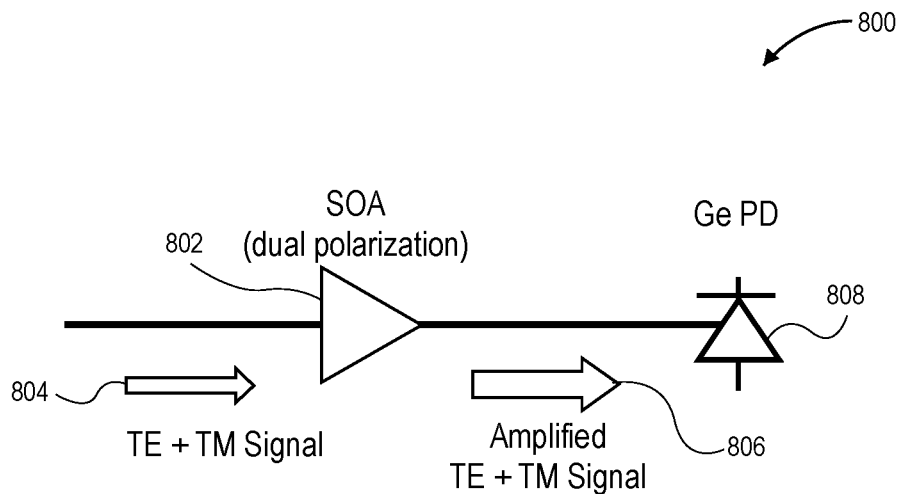 800
SOA
(dual polarization)
802
Ge PD
808
804
TE + TM Signal
Amplified
TE + TM Signal
806